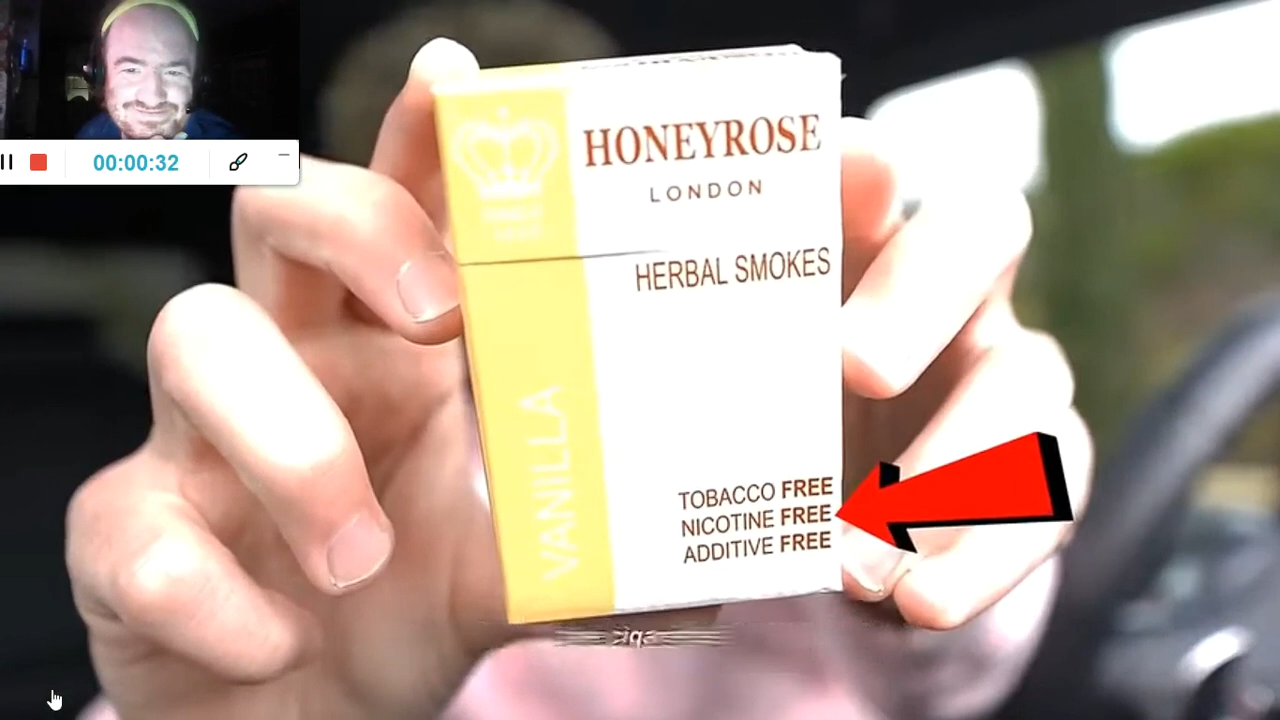 00:00:32
HONEYROSE
LONDON
HERBAL SMOKES
VANILLA
TOBACCO FREE
NICOTINE FREE
ADDITIVE FREE